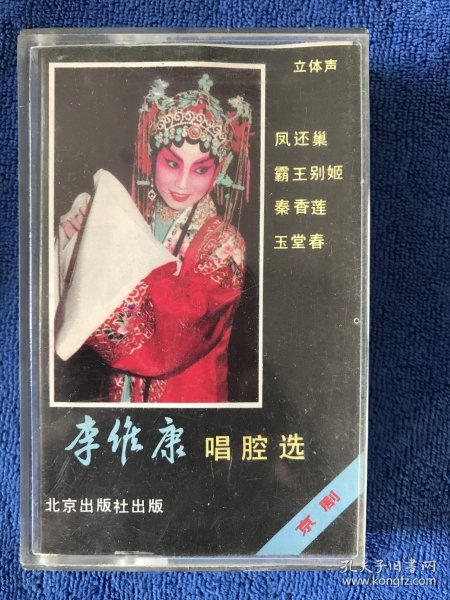 立体声
凤还巢
霸王别姬
秦香莲
玉堂春
李维康 唱腔选
北京出版社出版
京剧
孔夫子旧书网
www.kongfz.com